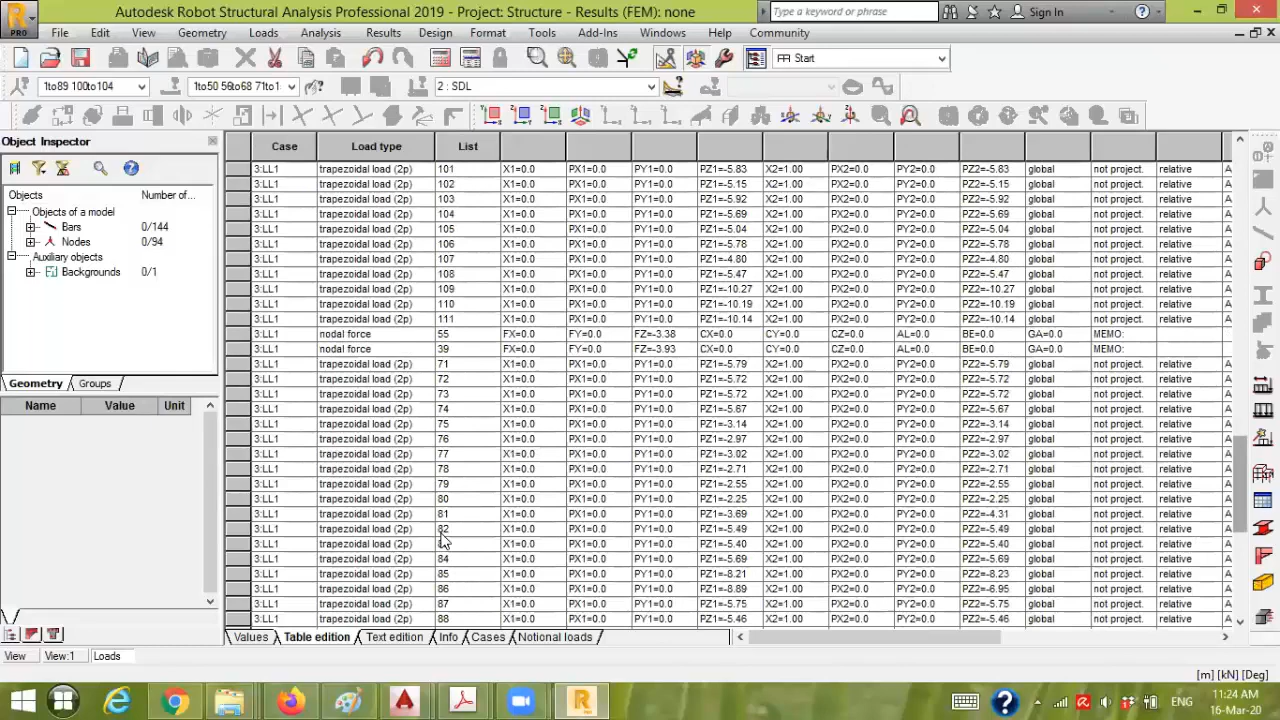 PRO
Autodesk Robot Structural Analysis Professional 2019 - Project: Structure - Results (FEM): none
Type a keyword or phrase
Sign In
File Edit View Geometry Loads Analysis Results Design Format Tools Add-Ins Windows Help Community
Start
1to89 100to104
1to50 56to68 71to1
2 : SDL
Object Inspector
Objects Number of...
Objects of a model
Bars 0/144
Nodes 0/94
Auxiliary objects
Backgrounds 0/1
Geometry Groups
Name Value Unit
Case Load type List
3:LL1 trapezoidal load (2p) 101 X1=0.0 PX1=0.0 PY1=0.0 PZ1=-5.83 X2=1.00 PX2=0.0 PY2=0.0 PZ2=-5.83 global not project. relative A
3:LL1 trapezoidal load (2p) 102 X1=0.0 PX1=0.0 PY1=0.0 PZ1=-5.15 X2=1.00 PX2=0.0 PY2=0.0 PZ2=-5.15 global not project. relative A
3:LL1 trapezoidal load (2p) 103 X1=0.0 PX1=0.0 PY1=0.0 PZ1=-5.92 X2=1.00 PX2=0.0 PY2=0.0 PZ2=-5.92 global not project. relative A
3:LL1 trapezoidal load (2p) 104 X1=0.0 PX1=0.0 PY1=0.0 PZ1=-5.69 X2=1.00 PX2=0.0 PY2=0.0 PZ2=-5.69 global not project. relative A
3:LL1 trapezoidal load (2p) 105 X1=0.0 PX1=0.0 PY1=0.0 PZ1=-5.04 X2=1.00 PX2=0.0 PY2=0.0 PZ2=-5.04 global not project. relative A
3:LL1 trapezoidal load (2p) 106 X1=0.0 PX1=0.0 PY1=0.0 PZ1=-5.78 X2=1.00 PX2=0.0 PY2=0.0 PZ2=-5.78 global not project. relative A
3:LL1 trapezoidal load (2p) 107 X1=0.0 PX1=0.0 PY1=0.0 PZ1=-4.80 X2=1.00 PX2=0.0 PY2=0.0 PZ2=-4.80 global not project. relative A
3:LL1 trapezoidal load (2p) 108 X1=0.0 PX1=0.0 PY1=0.0 PZ1=-5.47 X2=1.00 PX2=0.0 PY2=0.0 PZ2=-5.47 global not project. relative A
3:LL1 trapezoidal load (2p) 109 X1=0.0 PX1=0.0 PY1=0.0 PZ1=-10.27 X2=1.00 PX2=0.0 PY2=0.0 PZ2=-10.27 global not project. relative A
3:LL1 trapezoidal load (2p) 110 X1=0.0 PX1=0.0 PY1=0.0 PZ1=-10.19 X2=1.00 PX2=0.0 PY2=0.0 PZ2=-10.19 global not project. relative A
3:LL1 trapezoidal load (2p) 111 X1=0.0 PX1=0.0 PY1=0.0 PZ1=-10.14 X2=1.00 PX2=0.0 PY2=0.0 PZ2=-10.14 global not project. relative A
3:LL1 nodal force 55 FX=0.0 FY=0.0 FZ=-3.38 CX=0.0 CY=0.0 CZ=0.0 AL=0.0 BE=0.0 GA=0.0 MEMO:
3:LL1 nodal force 39 FX=0.0 FY=0.0 FZ=-3.93 CX=0.0 CY=0.0 CZ=0.0 AL=0.0 BE=0.0 GA=0.0 MEMO:
3:LL1 trapezoidal load (2p) 71 X1=0.0 PX1=0.0 PY1=0.0 PZ1=-5.79 X2=1.00 PX2=0.0 PY2=0.0 PZ2=-5.79 global not project. relative A
3:LL1 trapezoidal load (2p) 72 X1=0.0 PX1=0.0 PY1=0.0 PZ1=-5.72 X2=1.00 PX2=0.0 PY2=0.0 PZ2=-5.72 global not project. relative A
3:LL1 trapezoidal load (2p) 73 X1=0.0 PX1=0.0 PY1=0.0 PZ1=-5.72 X2=1.00 PX2=0.0 PY2=0.0 PZ2=-5.72 global not project. relative A
3:LL1 trapezoidal load (2p) 74 X1=0.0 PX1=0.0 PY1=0.0 PZ1=-5.67 X2=1.00 PX2=0.0 PY2=0.0 PZ2=-5.67 global not project. relative A
3:LL1 trapezoidal load (2p) 75 X1=0.0 PX1=0.0 PY1=0.0 PZ1=-3.14 X2=1.00 PX2=0.0 PY2=0.0 PZ2=-3.14 global not project. relative A
3:LL1 trapezoidal load (2p) 76 X1=0.0 PX1=0.0 PY1=0.0 PZ1=-2.97 X2=1.00 PX2=0.0 PY2=0.0 PZ2=-2.97 global not project. relative A
3:LL1 trapezoidal load (2p) 77 X1=0.0 PX1=0.0 PY1=0.0 PZ1=-3.02 X2=1.00 PX2=0.0 PY2=0.0 PZ2=-3.02 global not project. relative A
3:LL1 trapezoidal load (2p) 78 X1=0.0 PX1=0.0 PY1=0.0 PZ1=-2.71 X2=1.00 PX2=0.0 PY2=0.0 PZ2=-2.71 global not project. relative A
3:LL1 trapezoidal load (2p) 79 X1=0.0 PX1=0.0 PY1=0.0 PZ1=-2.55 X2=1.00 PX2=0.0 PY2=0.0 PZ2=-2.55 global not project. relative A
3:LL1 trapezoidal load (2p) 80 X1=0.0 PX1=0.0 PY1=0.0 PZ1=-2.25 X2=1.00 PX2=0.0 PY2=0.0 PZ2=-2.25 global not project. relative A
3:LL1 trapezoidal load (2p) 81 X1=0.0 PX1=0.0 PY1=0.0 PZ1=-3.69 X2=1.00 PX2=0.0 PY2=0.0 PZ2=-4.31 global not project. relative A
3:LL1 trapezoidal load (2p) 82 X1=0.0 PX1=0.0 PY1=0.0 PZ1=-5.49 X2=1.00 PX2=0.0 PY2=0.0 PZ2=-5.49 global not project. relative A
3:LL1 trapezoidal load (2p) X1=0.0 PX1=0.0 PY1=0.0 PZ1=-5.40 X2=1.00 PX2=0.0 PY2=0.0 PZ2=-5.40 global not project. relative A
3:LL1 trapezoidal load (2p) 84 X1=0.0 PX1=0.0 PY1=0.0 PZ1=-5.69 X2=1.00 PX2=0.0 PY2=0.0 PZ2=-5.69 global not project. relative A
3:LL1 trapezoidal load (2p) 85 X1=0.0 PX1=0.0 PY1=0.0 PZ1=-8.21 X2=1.00 PX2=0.0 PY2=0.0 PZ2=-8.23 global not project. relative A
3:LL1 trapezoidal load (2p) 86 X1=0.0 PX1=0.0 PY1=0.0 PZ1=-8.89 X2=1.00 PX2=0.0 PY2=0.0 PZ2=-6.95 global not project. relative A
3:LL1 trapezoidal load (2p) 87 X1=0.0 PX1=0.0 PY1=0.0 PZ1=-5.75 X2=1.00 PX2=0.0 PY2=0.0 PZ2=-5.75 global not project. relative A
3:LL1 trapezoidal load (2p) 88 X1=0.0 PX1=0.0 PY1=0.0 PZ1=-5.46 X2=1.00 PX2=0.0 PY2=0.0 PZ2=-5.46 global not project. relative A
Values Table edition Text edition Info Cases Notional loads
View View:1 Loads
[m] [kN] [Deg]
ENG
11:24 AM
16-Mar-20